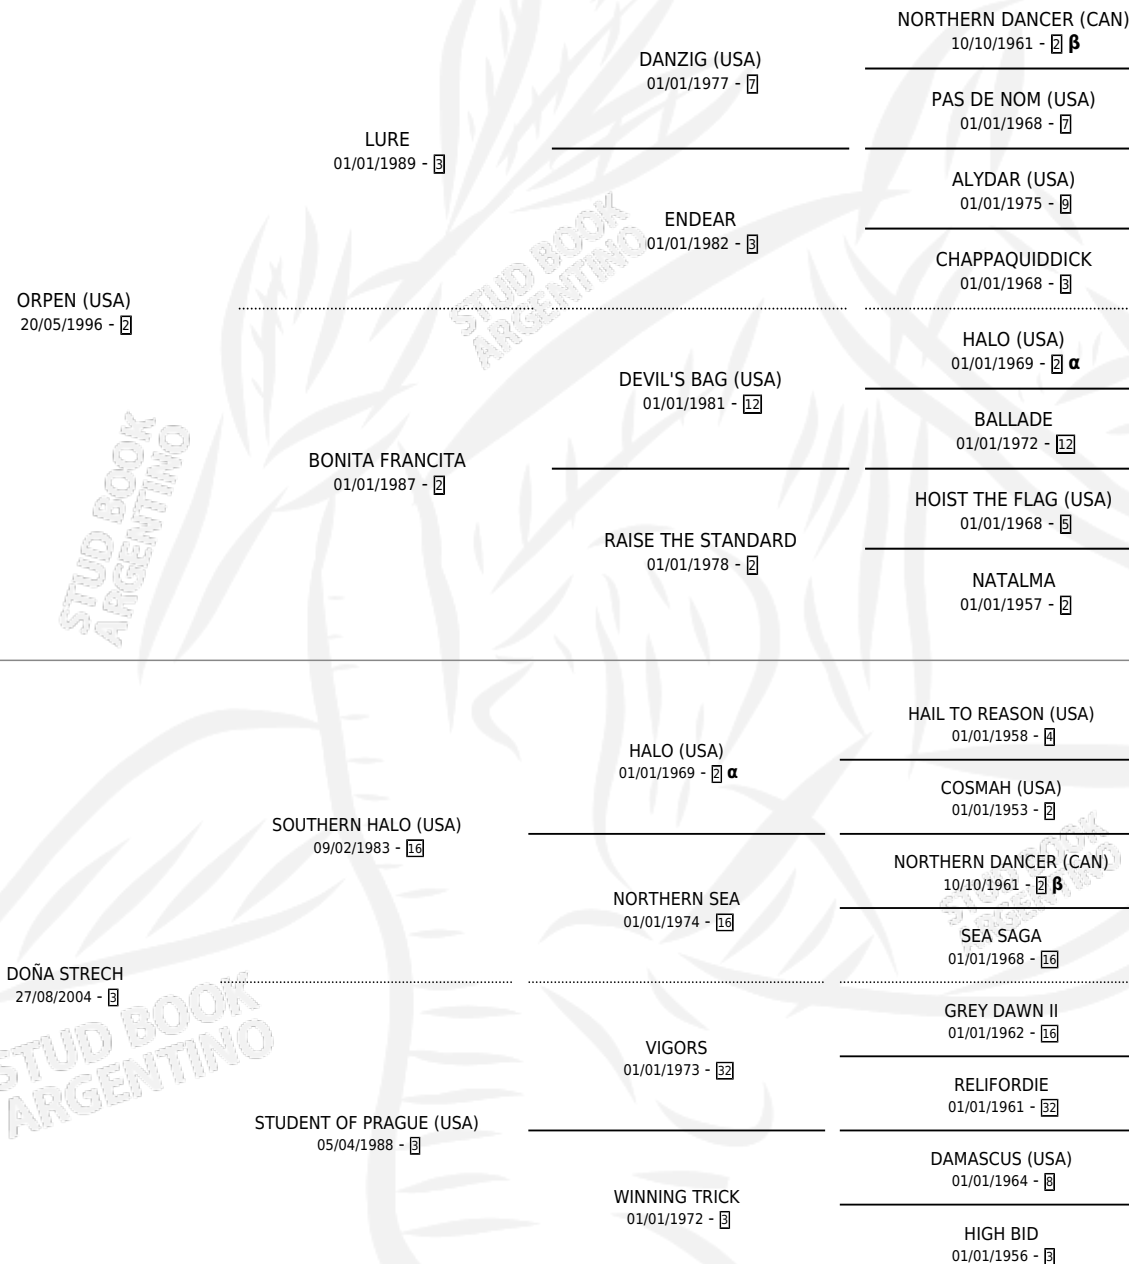 NORTHERN DANCER (CAN)
10/10/1961 - 2 β
DANZIG (USA)
01/01/1977 - 7
PAS DE NOM (USA)
01/01/1968 - 7
LURE
01/01/1989 - 3
ALYDAR (USA)
01/01/1975 - 9
ENDEAR
01/01/1982 - 3
CHAPPAQUIDDICK
01/01/1968 - 3
ORPEN (USA)
20/05/1996 - 2
HALO (USA)
01/01/1969 - 2 α
DEVIL'S BAG (USA)
01/01/1981 - 12
BALLADE
01/01/1972 - 12
BONITA FRANCITA
01/01/1987 - 2
HOIST THE FLAG (USA)
01/01/1968 - 5
RAISE THE STANDARD
01/01/1978 - 2
NATALMA
01/01/1957 - 2
HAIL TO REASON (USA)
01/01/1958 - 4
HALO (USA)
01/01/1969 - 2 α
COSMAH (USA)
01/01/1953 - 2
SOUTHERN HALO (USA)
09/02/1983 - 16
NORTHERN DANCER (CAN)
10/10/1961 - 2 β
NORTHERN SEA
01/01/1974 - 16
SEA SAGA
01/01/1968 - 16
DOÑA STRECH
27/08/2004 - 3
GREY DAWN II
01/01/1962 - 16
VIGORS
01/01/1973 - 32
RELIFORDIE
01/01/1961 - 32
STUDENT OF PRAGUE (USA)
05/04/1988 - 3
DAMASCUS (USA)
01/01/1964 - 8
WINNING TRICK
01/01/1972 - 3
HIGH BID
01/01/1956 - 3
STUD BOOK
ARGENTINO
STUD BOOK
ARGENTINO
STUD BOOK
ARGENTINO
STUD BOOK
ARGENTINO